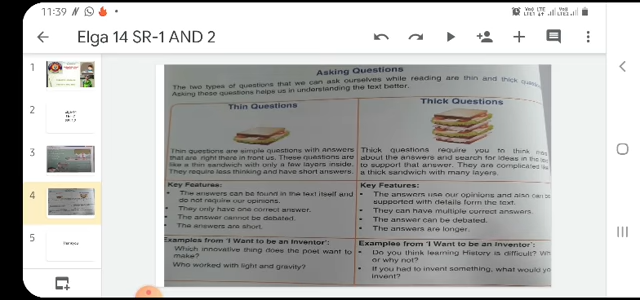 11:39
Elga 14 SR-1 AND 2
1
2
3
4
5
Asking Questions
The two types of questions that we can ask ourselves while reading are thin and thick
Asking these questions helps us in understanding the text better.
Thin Questions
Thin questions are simple questions with answers
that are right there in front us. These questions are
like a thin sandwich with only a few layers inside.
They require less thinking and have short answers.
Key Features:
• The answers can be found in the text itself and
do not require our opinions.
• They only have one correct answer.
• The answer cannot be debated.
• The answers are short.
Examples from 'I Want to be an Inventor':
Which innovative thing does the poet want to
make?
Who worked with light and gravity?
Thick Questions
Thick questions require you to think
about the answers and search for ideas in the
to support that answer. They are complicated
a thick sandwich with many layers.
Key Features:
• The answers use our opinions and also can
supported with details form the text.
• They can have multiple correct answers.
• The answer can be debated.
• The answers are longer.
Examples from 'I Want to be an Inventor':
• Do you think learning History is difficult?
or why not?
• If you had to invent something, what would
invent?